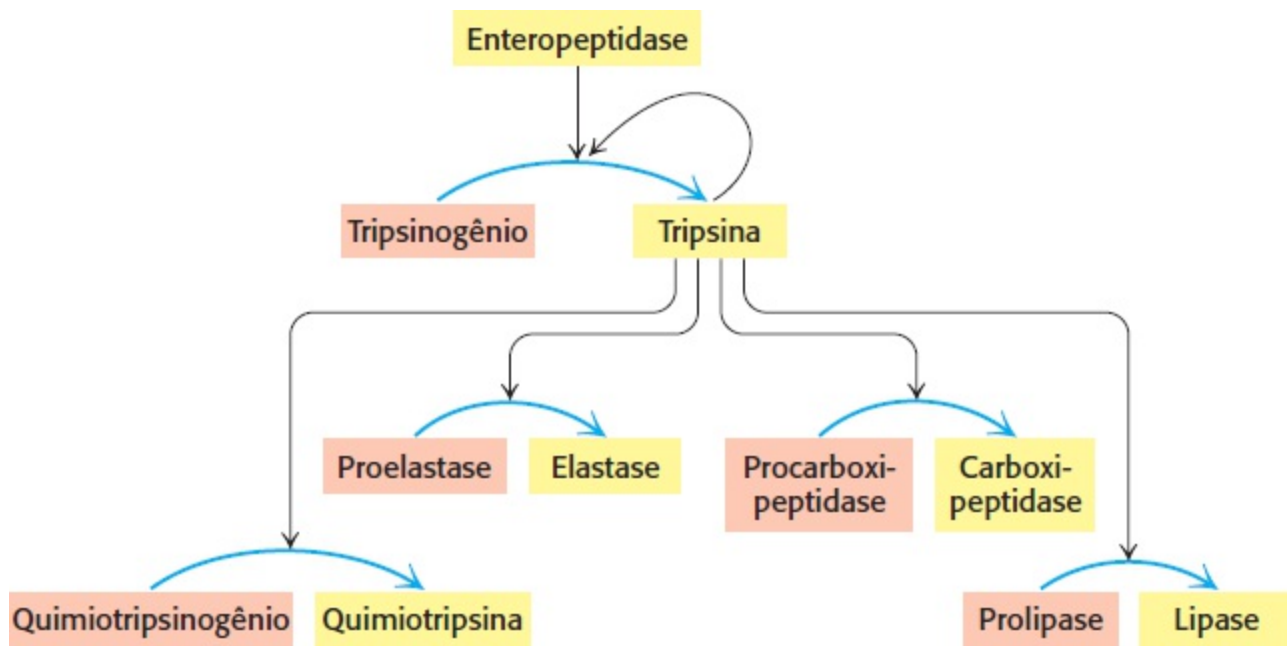 Enteropeptidase
Tripsinogênio
Tripsina
Proelastase
Elastase
Procarboxi-
peptidase
Carboxi-
peptidase
Quimiotripsinogênio
Quimiotripsina
Prolipase
Lipase